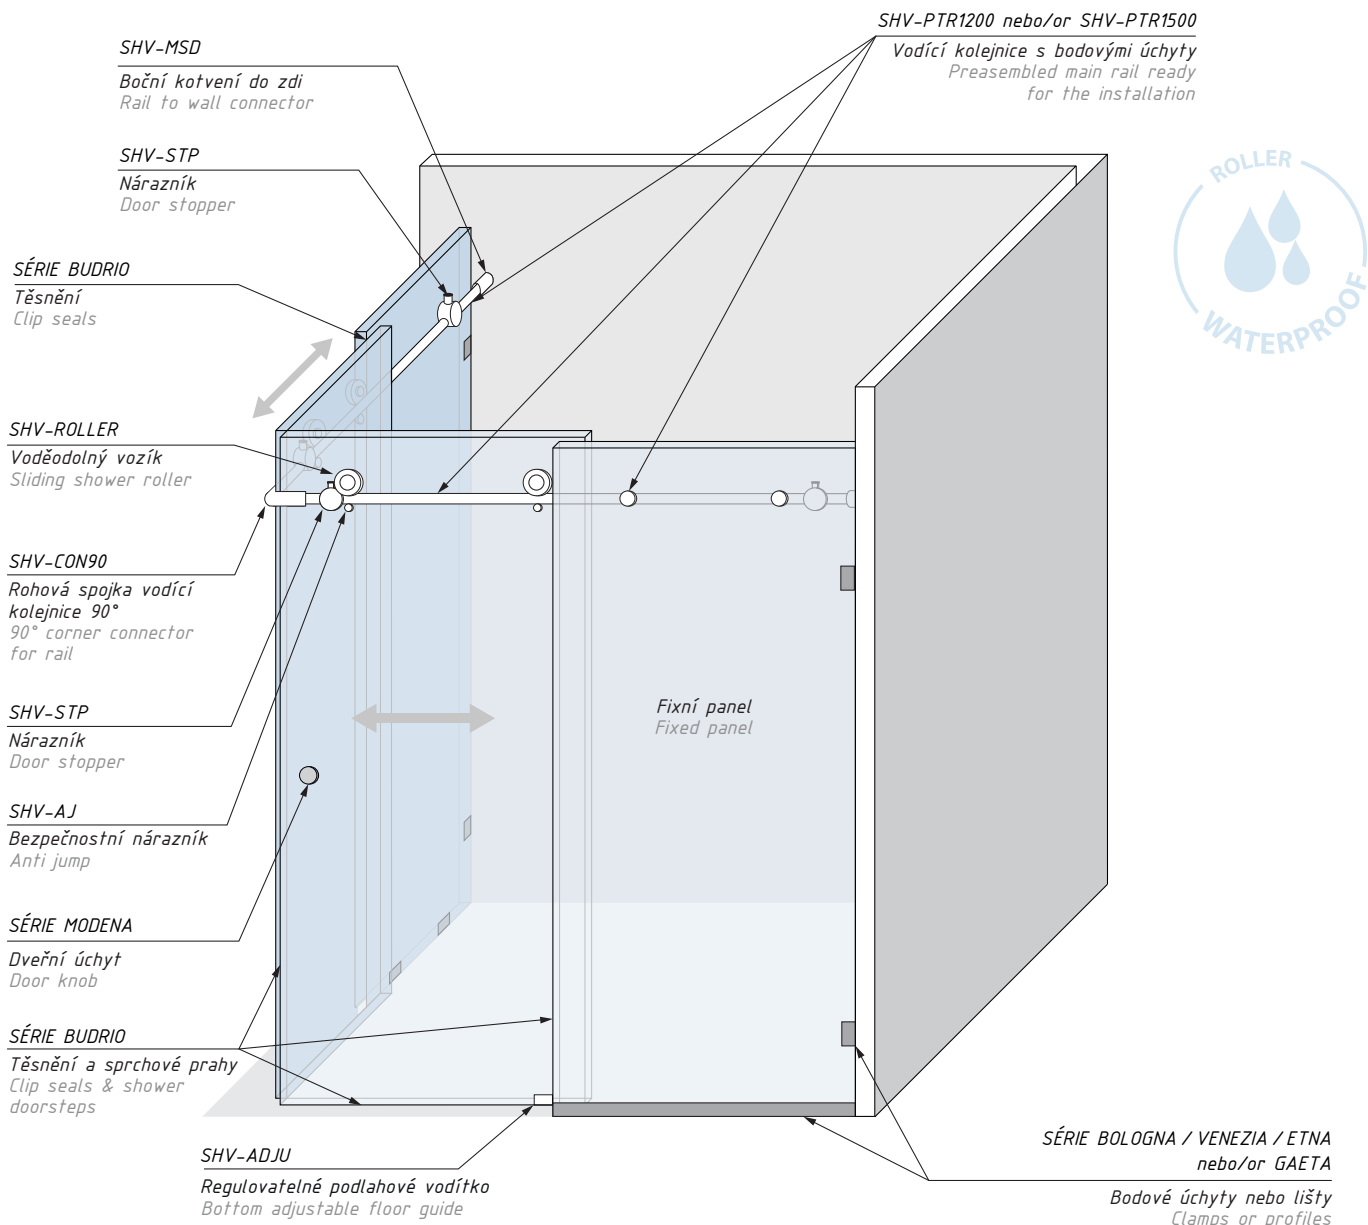 SHV-MSD
Boční kotvení do zdi
Rail to wall connector
SHV-STP
Nárazník
Door stopper
SÉRIE BUDRIO
Těsnění
Clip seals
SHV-ROLLER
Voděodolný vozík
Sliding shower roller
SHV-CON90
Rohová spojka vodící
kolejnice 90°
90° corner connector
for rail
SHV-STP
Nárazník
Door stopper
SHV-AJ
Bezpečnostní nárazník
Anti jump
SÉRIE MODENA
Dveřní úchyt
Door knob
SÉRIE BUDRIO
Těsnění a sprchové prahy
Clip seals & shower
doorsteps
SHV-ADJU
Regulovatelné podlahové vodítko
Bottom adjustable floor guide
SHV-PTR1200 nebo/or SHV-PTR1500
Vodící kolejnice s bodovými úchyty
Preasembled main rail ready
for the installation
ROLLER
WATERPROOF
Fixní panel
Fixed panel
SÉRIE BOLOGNA / VENEZIA / ETNA
nebo/or GAETA
Bodové úchyty nebo lišty
Clamps or profiles